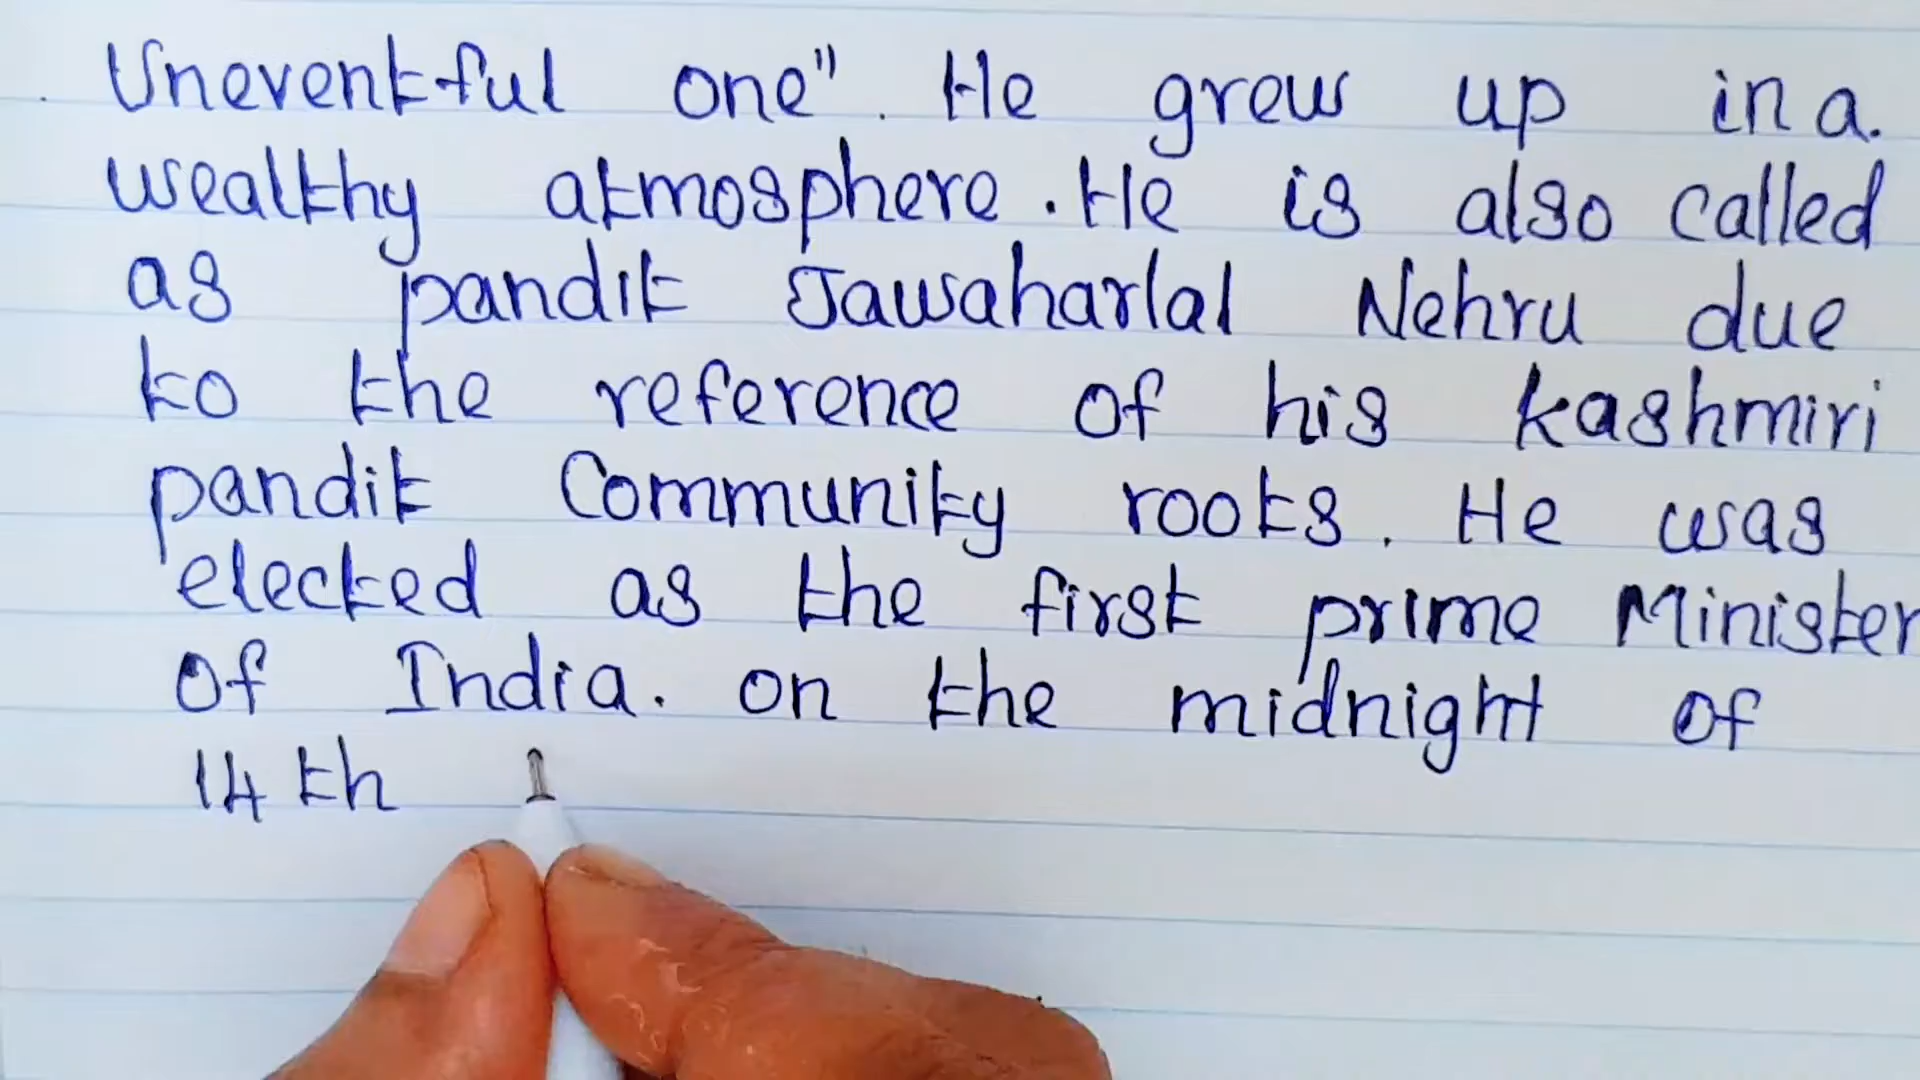 Uneventful one". He grew up in a.
wealthy atmosphere. He is also called
as pandit Jawaharlal Nehru due
to the reference of his kashmiri
pandit Community roots. He was
elected as the first prime Minister
of India. on the midnight of
14 th